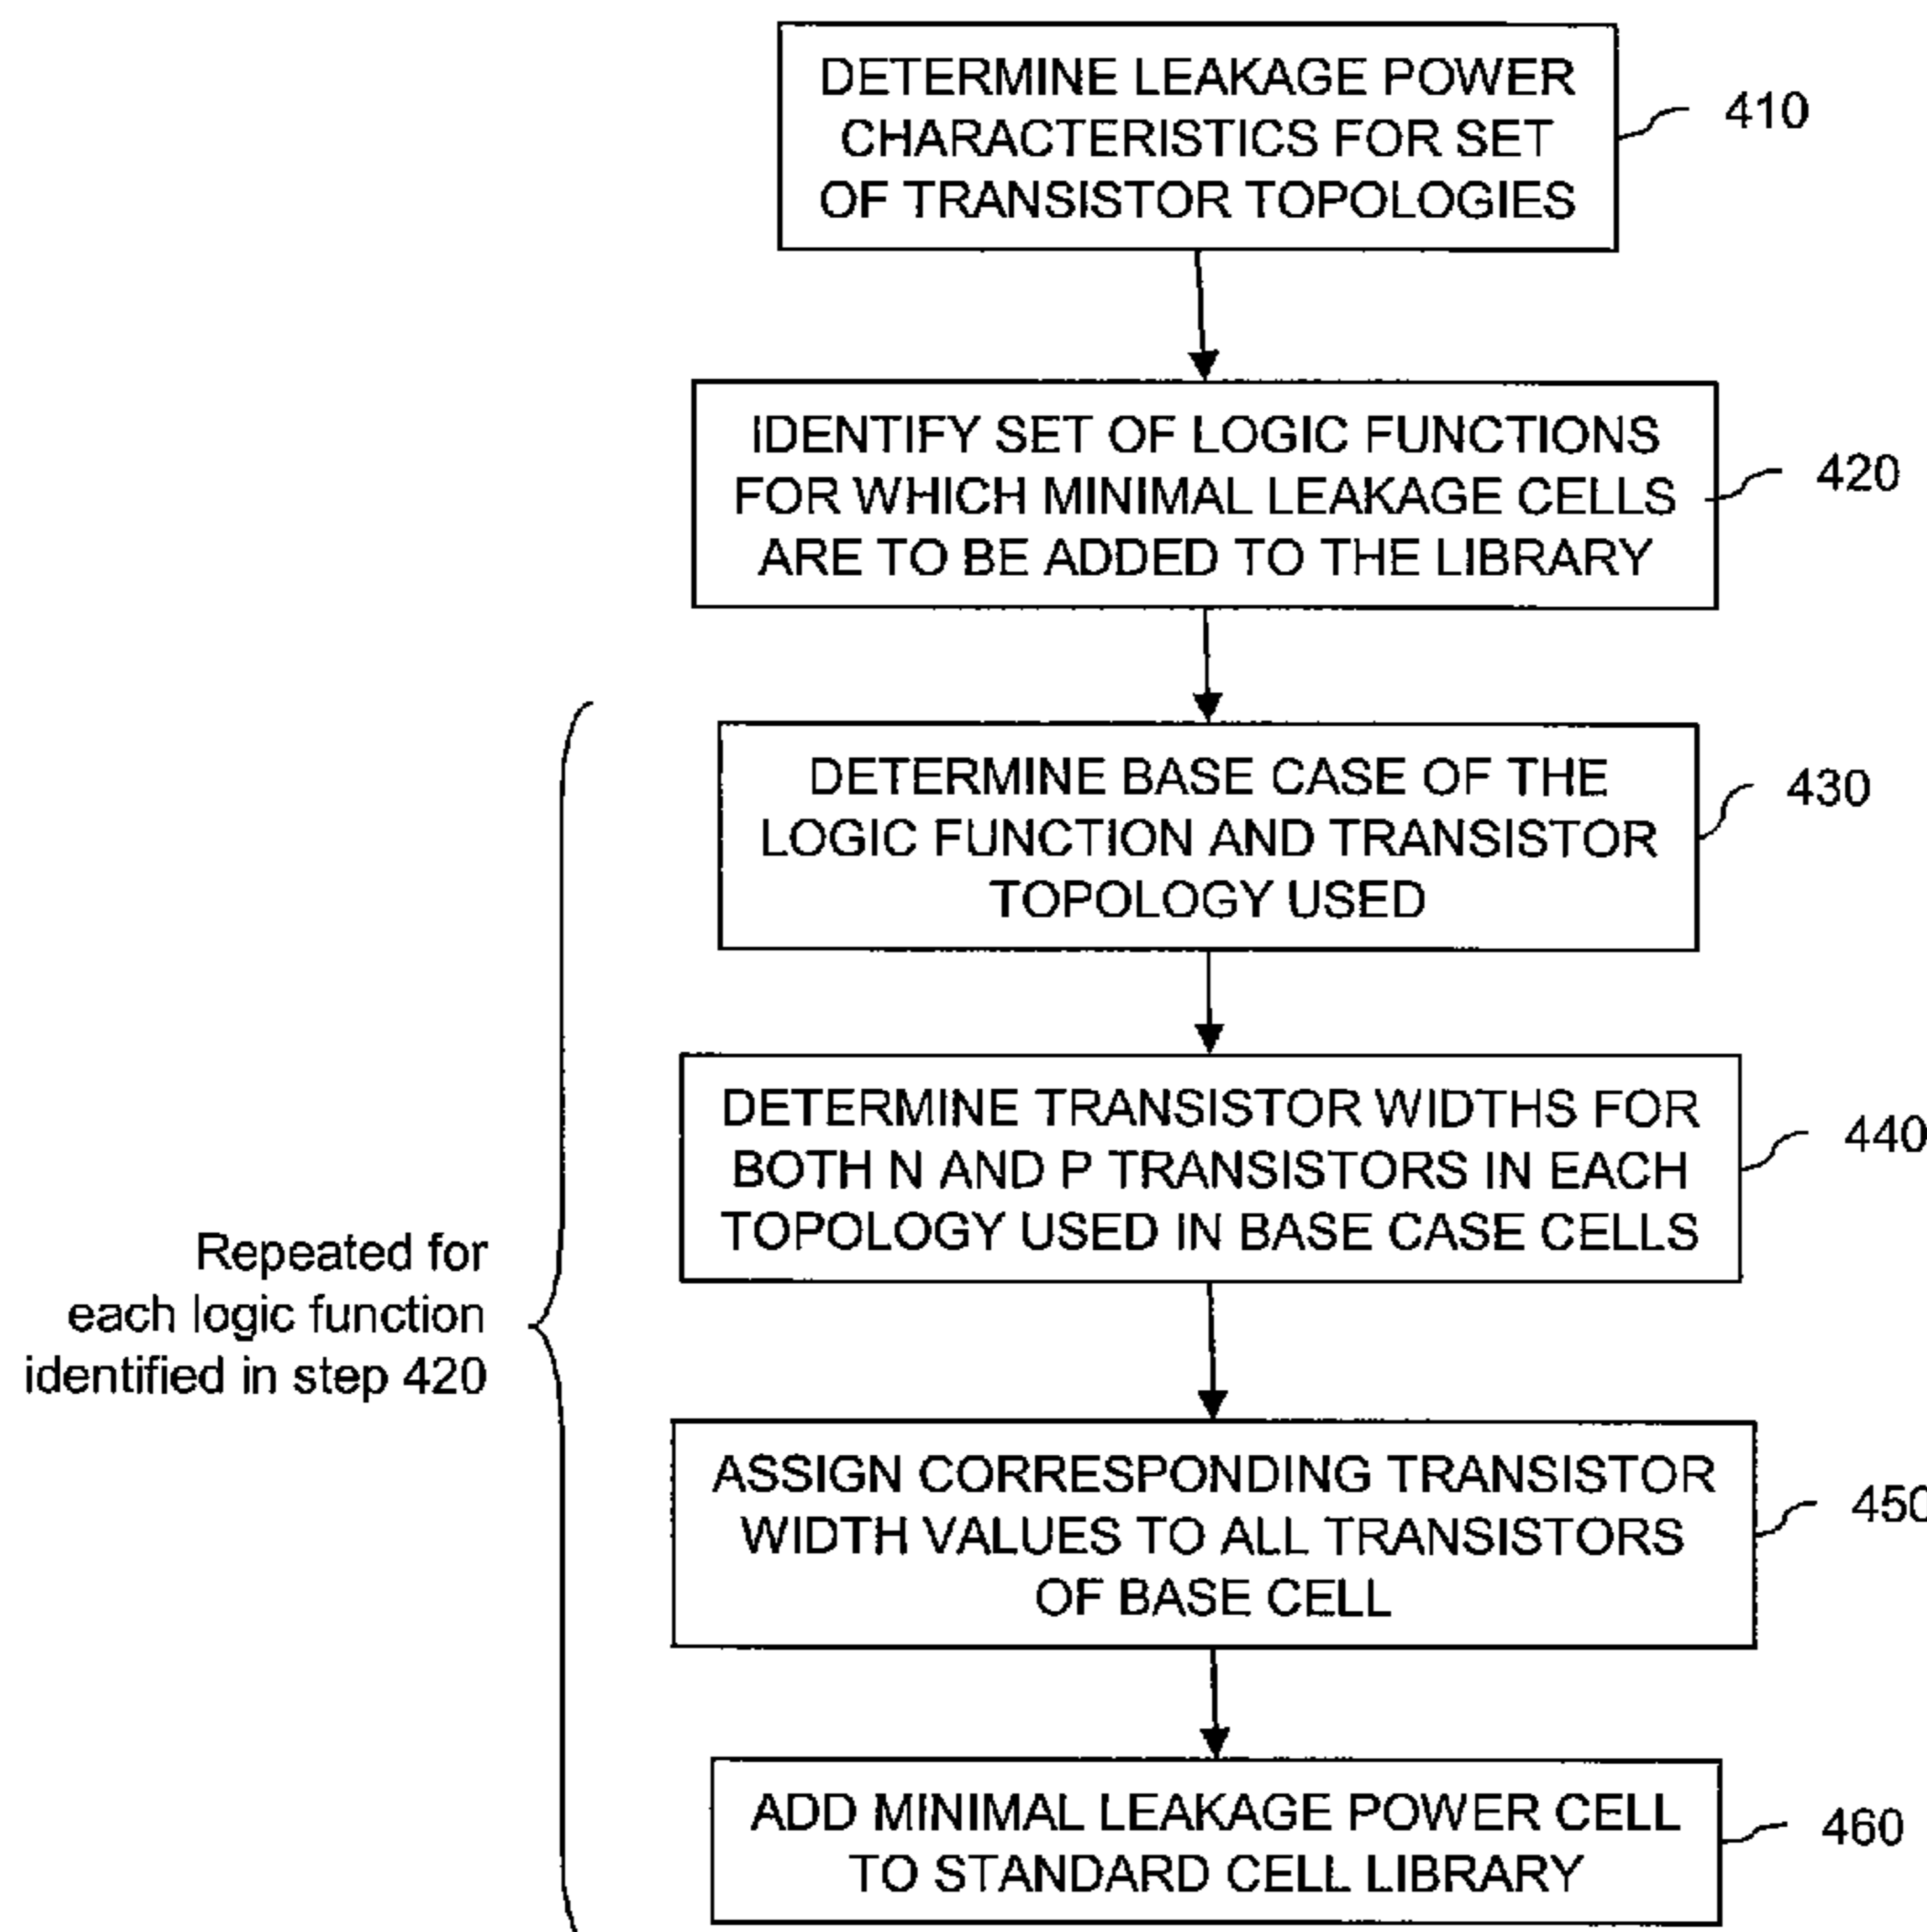 DETERMINE LEAKAGE POWER
CHARACTERISTICS FOR SET
OF TRANSISTOR TOPOLOGIES
410
IDENTIFY SET OF LOGIC FUNCTIONS
FOR WHICH MINIMAL LEAKAGE CELLS
ARE TO BE ADDED TO THE LIBRARY
420
DETERMINE BASE CASE OF THE
LOGIC FUNCTION AND TRANSISTOR
TOPOLOGY USED
430
DETERMINE TRANSISTOR WIDTHS FOR
BOTH N AND P TRANSISTORS IN EACH
TOPOLOGY USED IN BASE CASE CELLS
440
Repeated for
each logic function
identified in step 420
ASSIGN CORRESPONDING TRANSISTOR
WIDTH VALUES TO ALL TRANSISTORS
OF BASE CELL
450
ADD MINIMAL LEAKAGE POWER CELL
TO STANDARD CELL LIBRARY
460